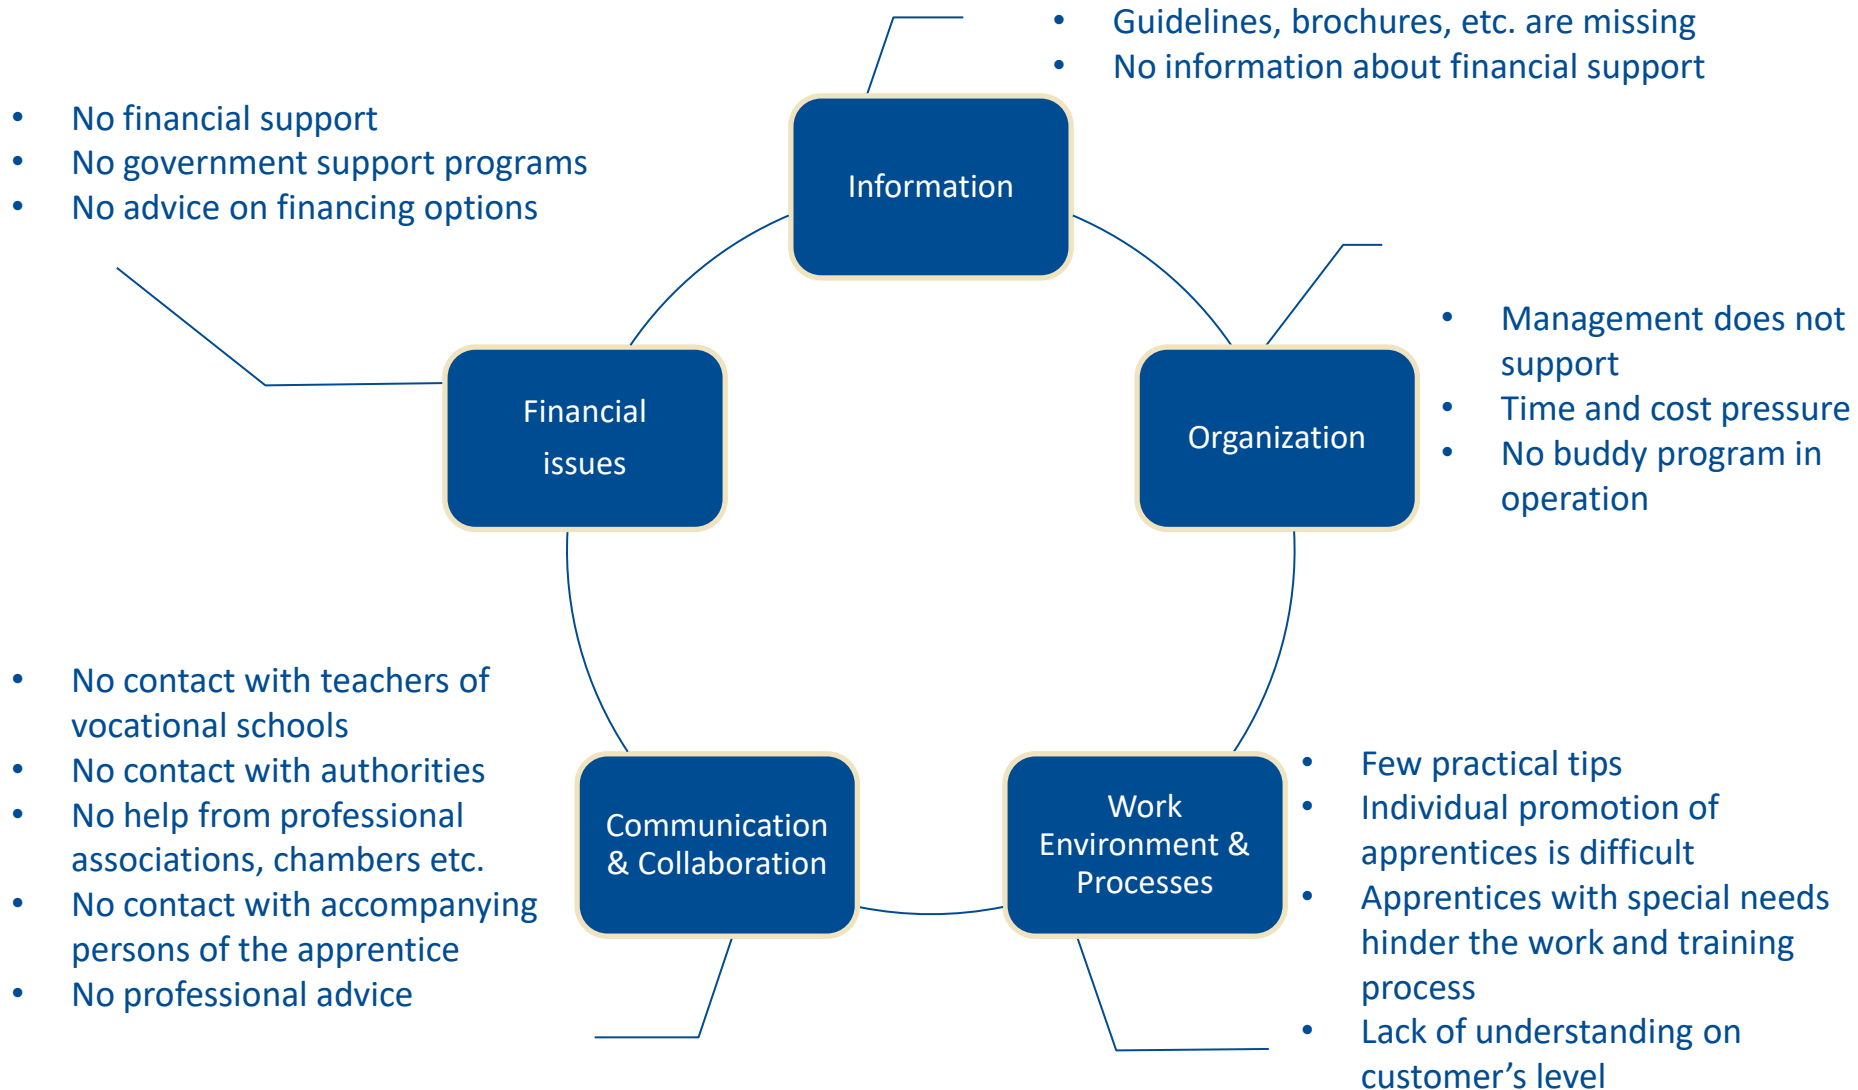 • Guidelines, brochures, etc. are missing
• No information about financial support
• No financial support
• No government support programs
• No advice on financing options
Information
• Management does not
support
• Time and cost pressure
• No buddy program in
operation
Financial
issues
Organization
• No contact with teachers of
vocational schools
• No contact with authorities
• No help from professional
associations, chambers etc.
• No contact with accompanying
persons of the apprentice
• No professional advice
Communication
& Collaboration
Work
Environment &
Processes
• Few practical tips
• Individual promotion of
apprentices is difficult
• Apprentices with special needs
hinder the work and training
process
• Lack of understanding on
customer’s level